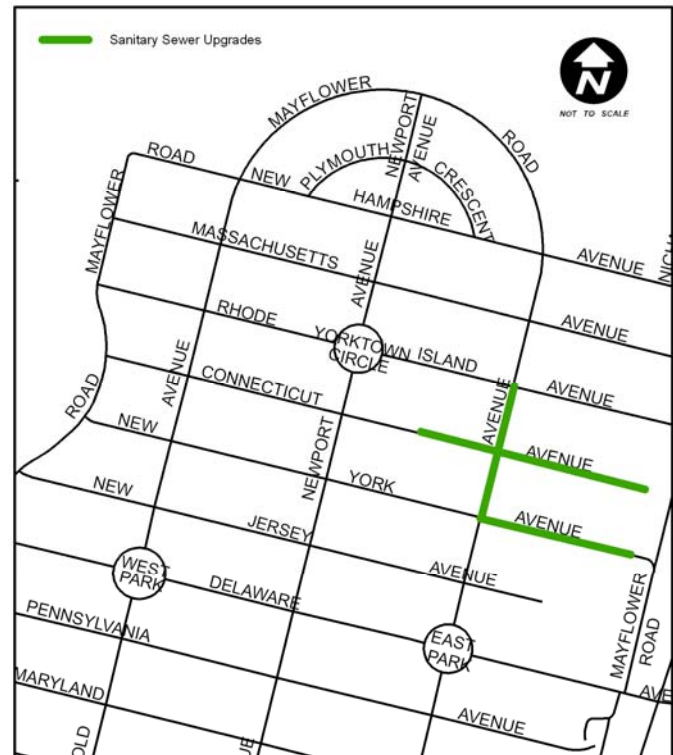 Sanitary Sewer Upgrades
N
NOT TO SCALE
MAYFLOWER
ROAD
NEWPORT
AVENUE
PLYMOUTH
CRESCENT
ROAD
NEW
HAMPSHIRE
AVENUE
MAYFLOWER
MASSACHUSETTS
AVENUE
AVENUE
RHODE
YORKTOWN
CIRCLE
ISLAND
AVENUE
AVENUE
CONNECTICUT
AVENUE
AVENUE
ROAD
NEW
NEWPORT
YORK
AVENUE
NEW
JERSEY
AVENUE
WEST
PARK
DELAWARE
MAYFLOWER
ROAD
PENNSYLVANIA
EAST
PARK
MARYLAND
AVENUE